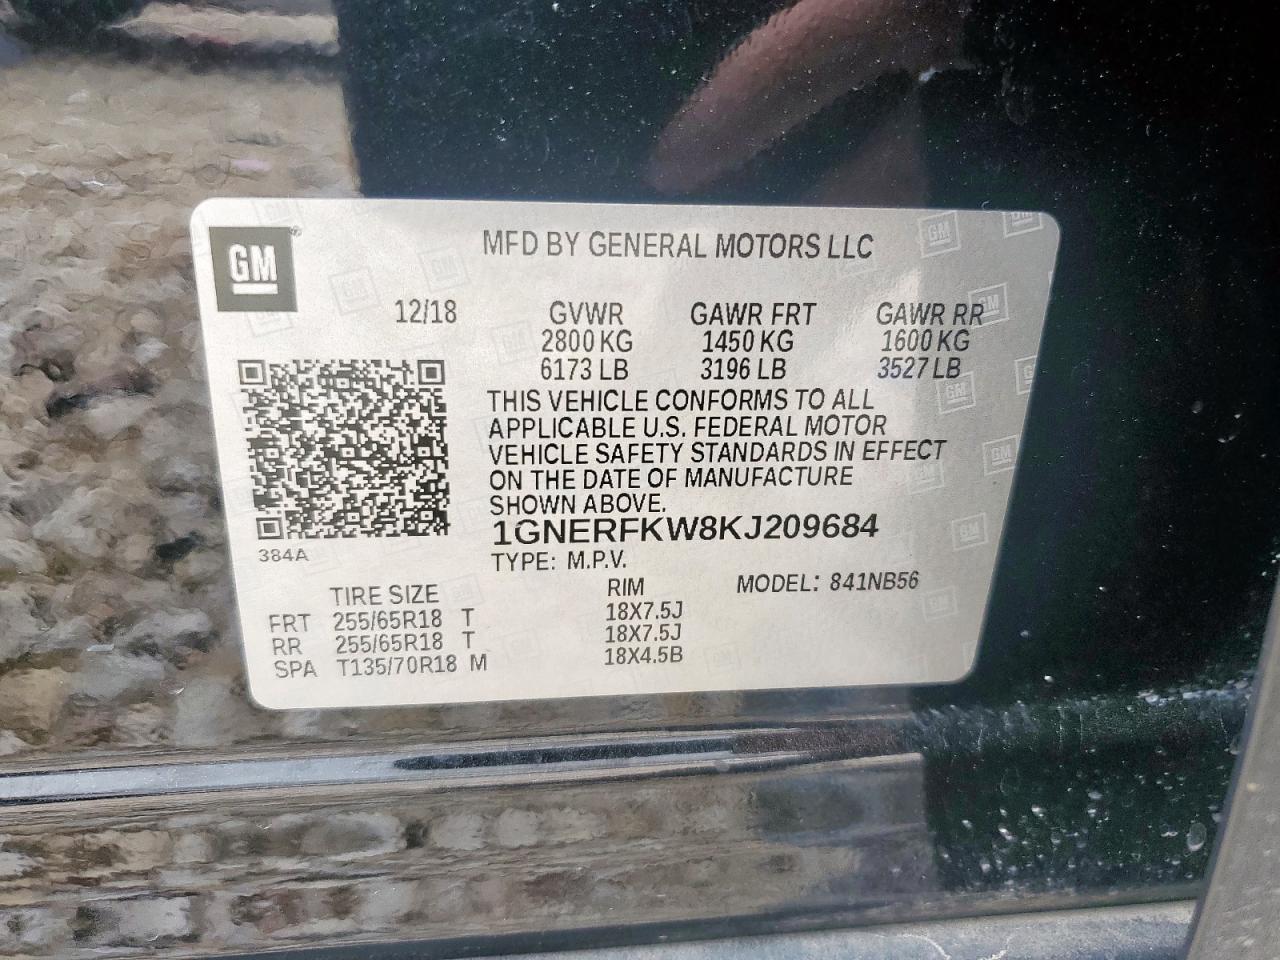 GM
MFD BY GENERAL MOTORS LLC
12/18 GVWR GAWR FRT GAWR RR
2800 KG 1450 KG 1600 KG
6173 LB 3196 LB 3527 LB
THIS VEHICLE CONFORMS TO ALL
APPLICABLE U.S. FEDERAL MOTOR
VEHICLE SAFETY STANDARDS IN EFFECT
ON THE DATE OF MANUFACTURE
SHOWN ABOVE.
1GNERFKW8KJ209684
384A
TYPE: M.P.V.
TIRE SIZE RIM MODEL: 841NB56
FRT 255/65R18 T 18X7.5J
RR 255/65R18 T 18X7.5J
SPA T135/70R18 M 18X4.5B